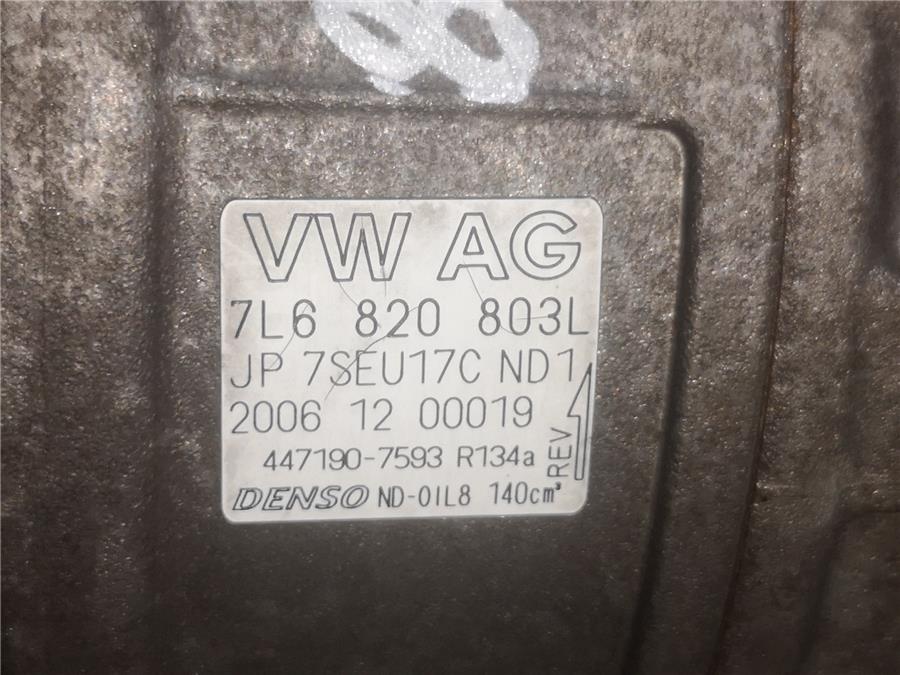 VW AG
7L6 820 803L
JP 7SEU17C ND1
2006 12 00019
447190-7593 R134a
REV
DENSO ND-OIL8 140cm³